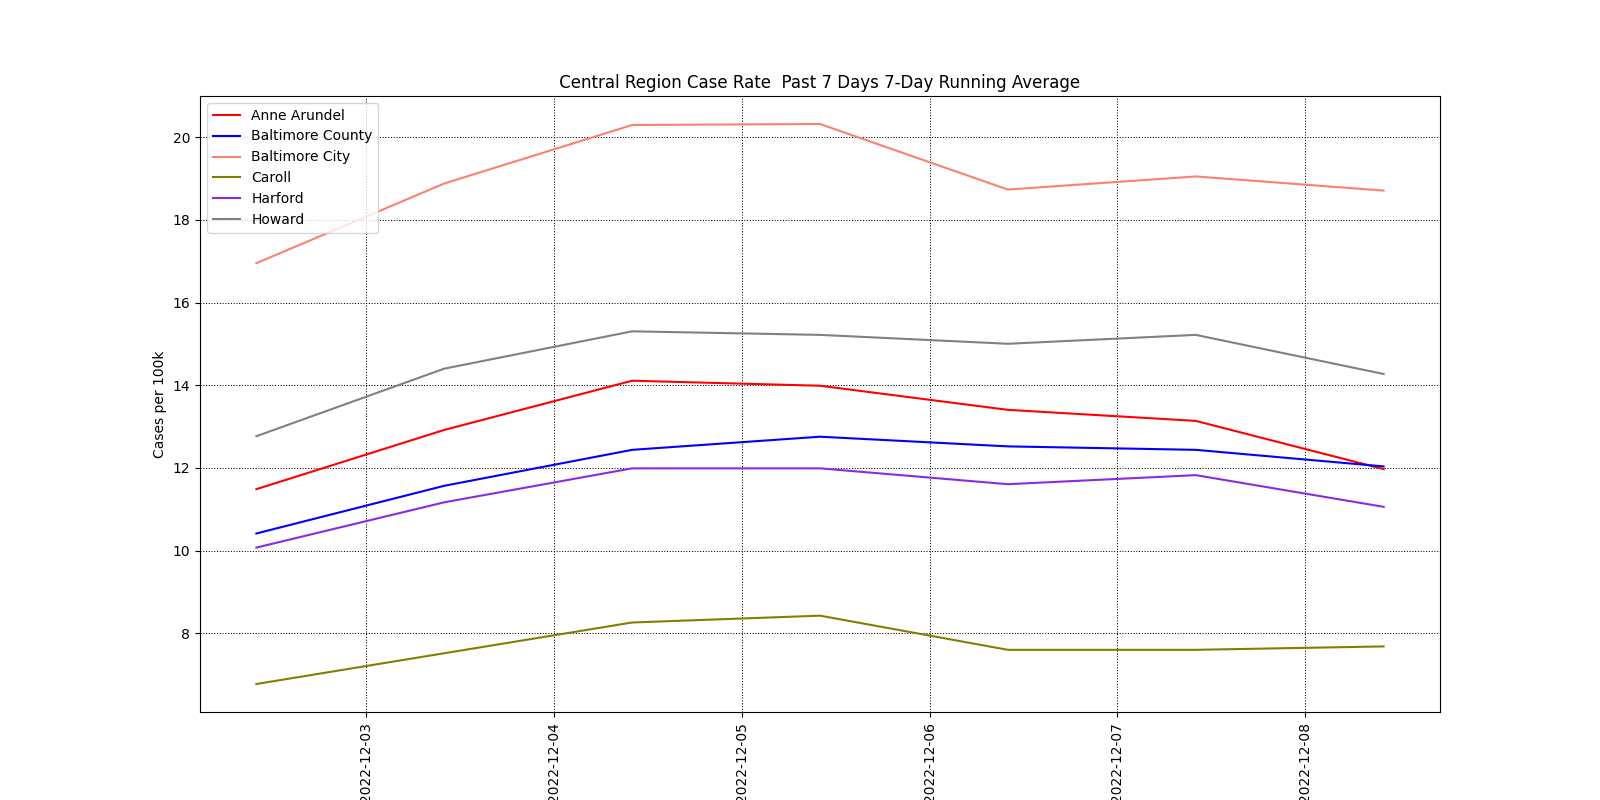 Central Region Case Rate  Past 7 Days 7-Day Running Average
Anne Arundel
Baltimore County
Baltimore City
Caroll
Harford
Howard
Cases per 100k
20
18
16
14
12
10
8
2022-12-03
2022-12-04
2022-12-05
2022-12-06
2022-12-07
2022-12-08